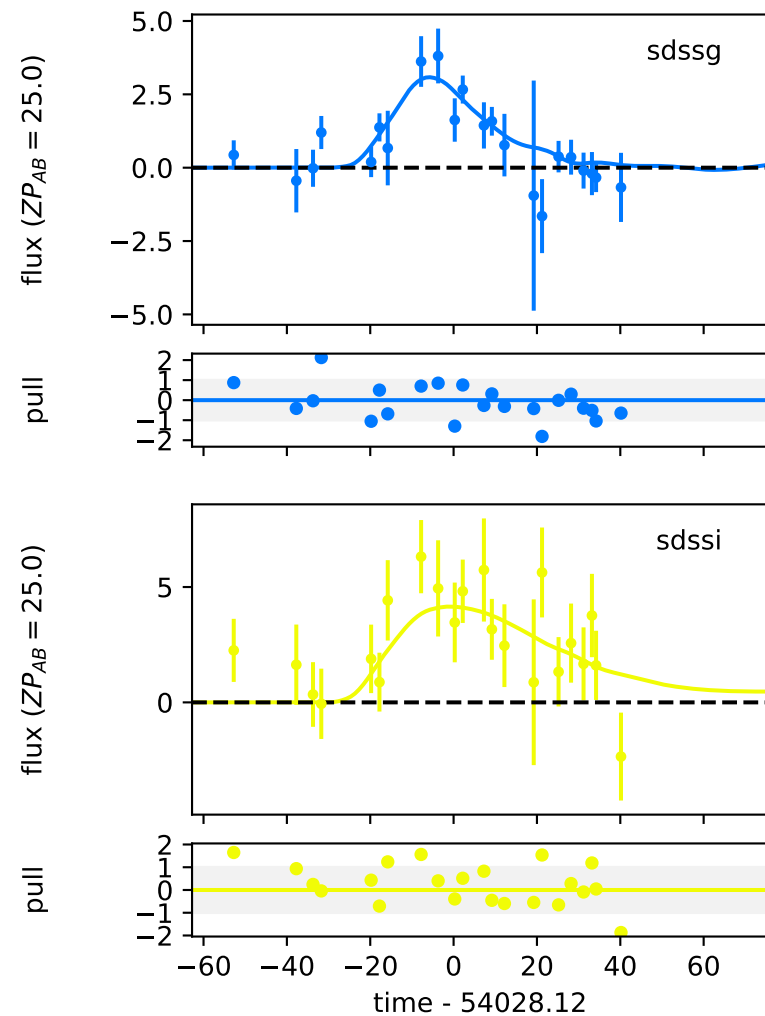 sdssg
flux (ZP_AB = 25.0)
5.0
2.5
0.0
−2.5
−5.0
pull
2
1
0
−1
−2
sdssi
flux (ZP_AB = 25.0)
5
0
pull
2
1
0
−1
−2
−60 −40 −20 0 20 40 60
time - 54028.12